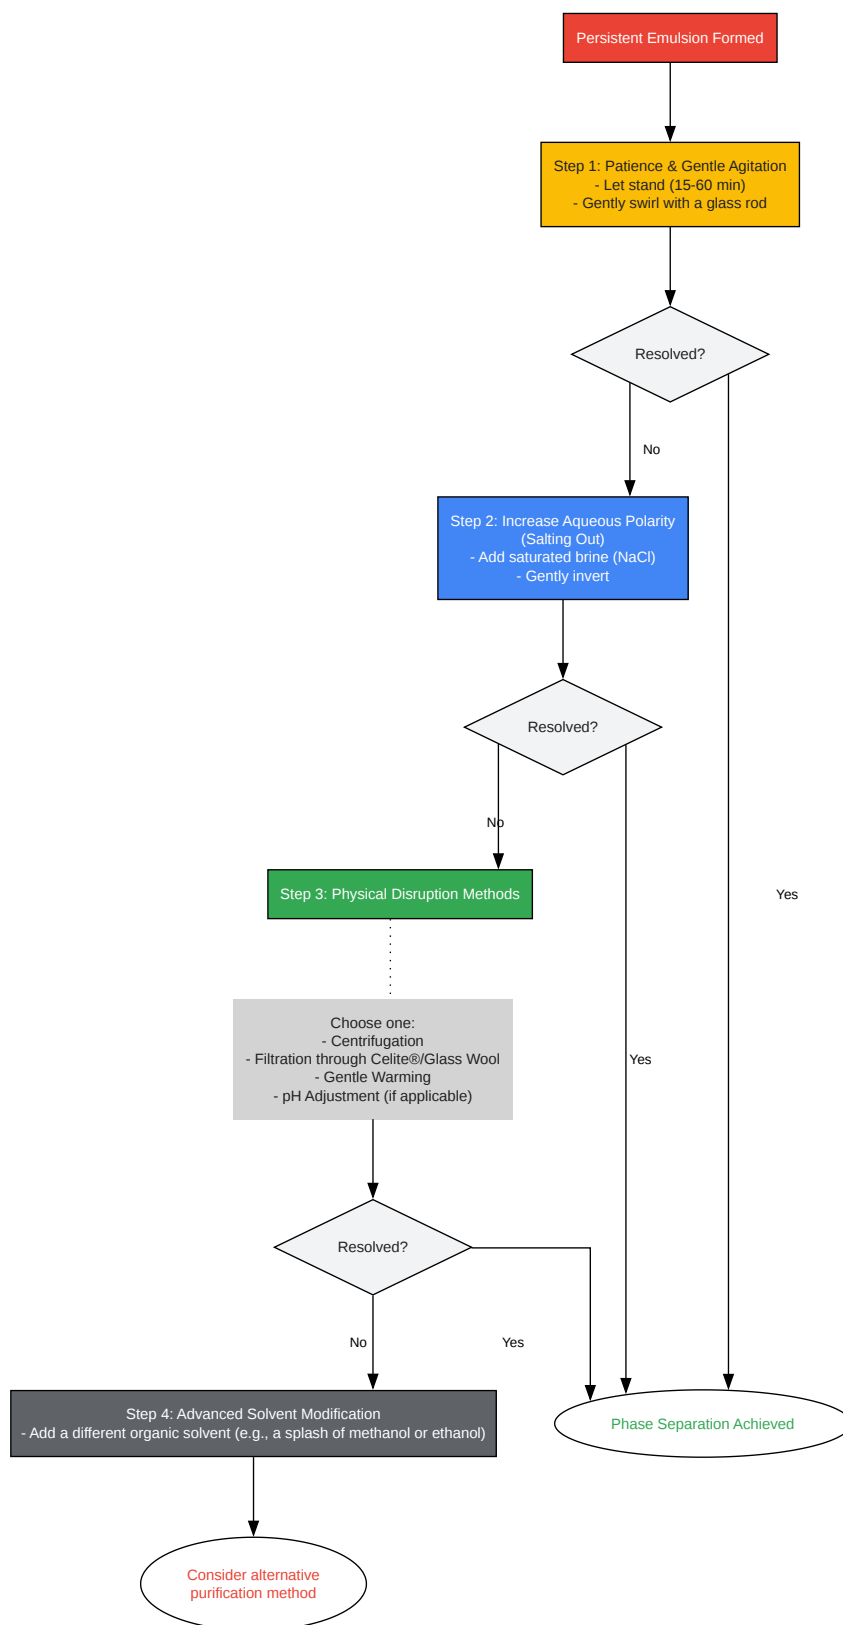 Persistent Emulsion Formed
Step 1: Patience & Gentle Agitation
- Let stand (15-60 min)
- Gently swirl with a glass rod
Resolved?
No
Step 2: Increase Aqueous Polarity
(Salting Out)
- Add saturated brine (NaCl)
- Gently invert
Resolved?
No
Step 3: Physical Disruption Methods
Yes
Choose one:
- Centrifugation
- Filtration through Celite®/Glass Wool
- Gentle Warming
- pH Adjustment (if applicable)
Yes
Resolved?
No
Yes
Step 4: Advanced Solvent Modification
- Add a different organic solvent (e.g., a splash of methanol or ethanol)
Phase Separation Achieved
Consider alternative
purification method